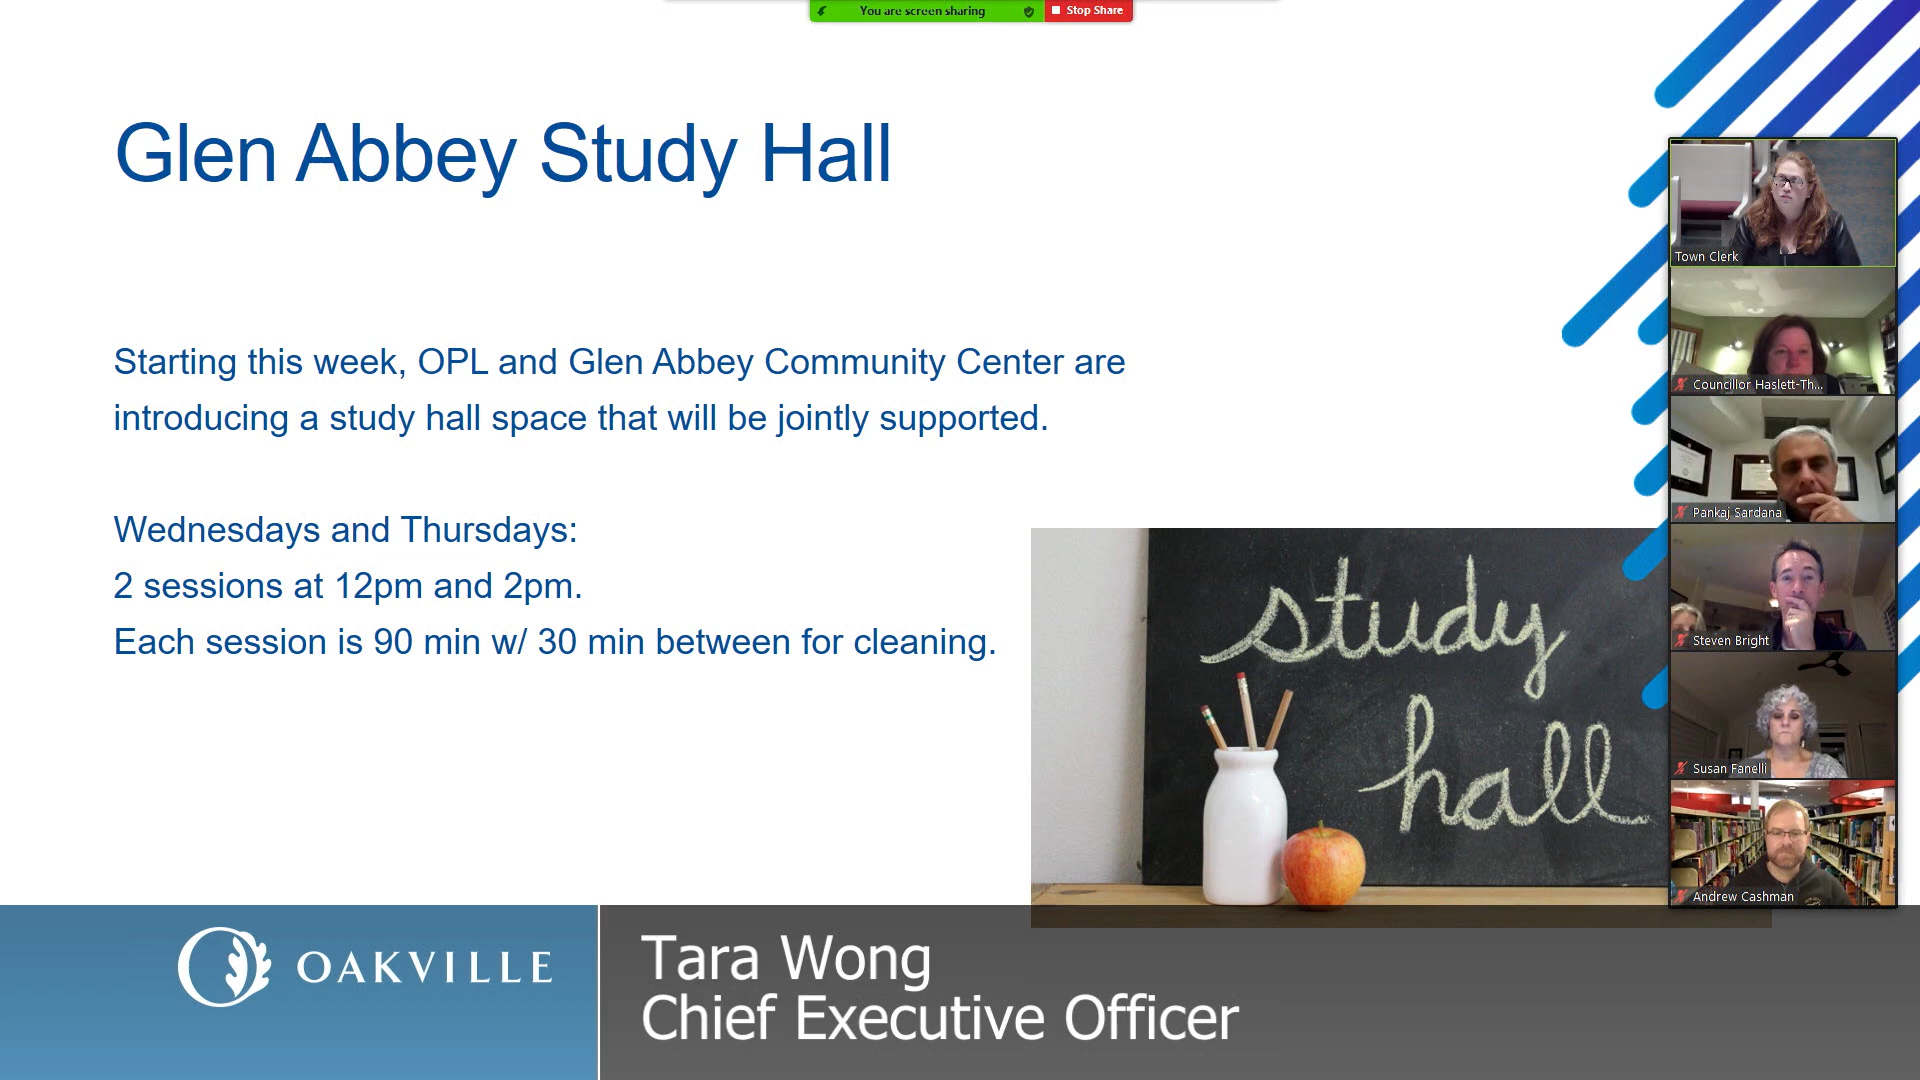 You are screen sharing
Stop Share
Glen Abbey Study Hall
Starting this week, OPL and Glen Abbey Community Center are
introducing a study hall space that will be jointly supported.
Wednesdays and Thursdays:
2 sessions at 12pm and 2pm.
Each session is 90 min w/ 30 min between for cleaning.
study
hall
Town Clerk
Councillor Haslett-Th...
Pankaj Sardana
Steven Bright
Susan Fanelli
Andrew Cashman
OAKVILLE
Tara Wong
Chief Executive Officer